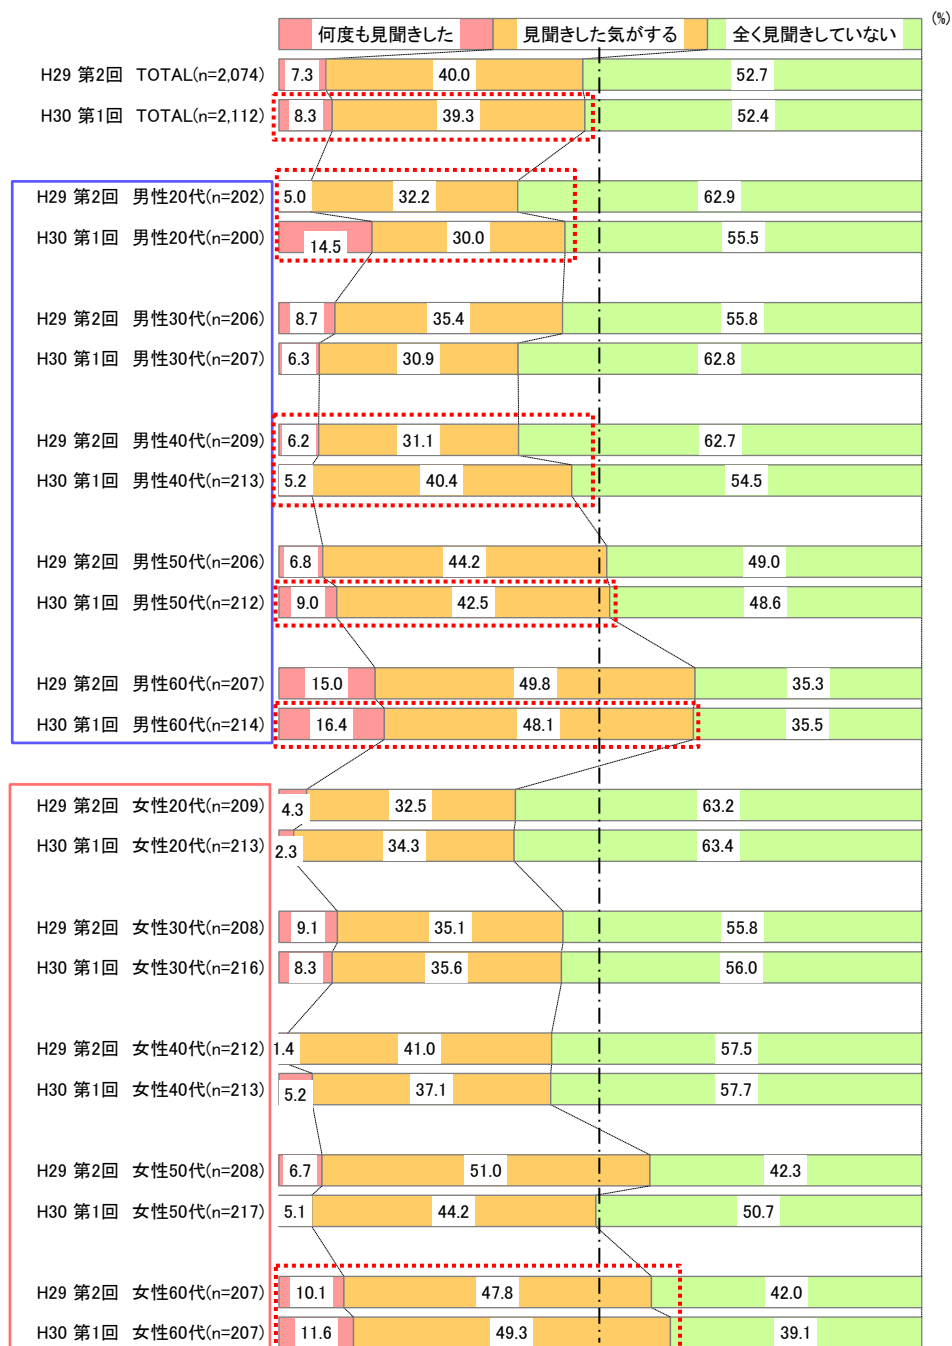 (%)
何度も見聞きした 見聞きした気がする 全く見聞きしていない
H29 第2回 TOTAL(n=2,074) 7.3 40.0 52.7
H30 第1回 TOTAL(n=2,112) 8.3 39.3 52.4
H29 第2回 男性20代(n=202) 5.0 32.2 62.9
H30 第1回 男性20代(n=200) 14.5 30.0 55.5
H29 第2回 男性30代(n=206) 8.7 35.4 55.8
H30 第1回 男性30代(n=207) 6.3 30.9 62.8
H29 第2回 男性40代(n=209) 6.2 31.1 62.7
H30 第1回 男性40代(n=213) 5.2 40.4 54.5
H29 第2回 男性50代(n=206) 6.8 44.2 49.0
H30 第1回 男性50代(n=212) 9.0 42.5 48.6
H29 第2回 男性60代(n=207) 15.0 49.8 35.3
H30 第1回 男性60代(n=214) 16.4 48.1 35.5
H29 第2回 女性20代(n=209) 4.3 32.5 63.2
H30 第1回 女性20代(n=213) 2.3 34.3 63.4
H29 第2回 女性30代(n=208) 9.1 35.1 55.8
H30 第1回 女性30代(n=216) 8.3 35.6 56.0
H29 第2回 女性40代(n=212) 1.4 41.0 57.5
H30 第1回 女性40代(n=213) 5.2 37.1 57.7
H29 第2回 女性50代(n=208) 6.7 51.0 42.3
H30 第1回 女性50代(n=217) 5.1 44.2 50.7
H29 第2回 女性60代(n=207) 10.1 47.8 42.0
H30 第1回 女性60代(n=207) 11.6 49.3 39.1